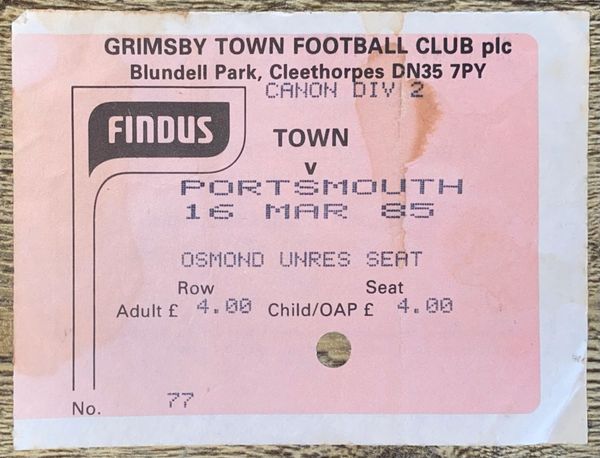 GRIMSBY TOWN FOOTBALL CLUB plc
Blundell Park, Cleethorpes DN35 7PY
CANON DIV 2
FINDUS
TOWN
v
PORTSMOUTH
16 MAR 85
OSMOND UNRES SEAT
Row Seat
Adult £ 4.00 Child/OAP £ 4.00
No. 77